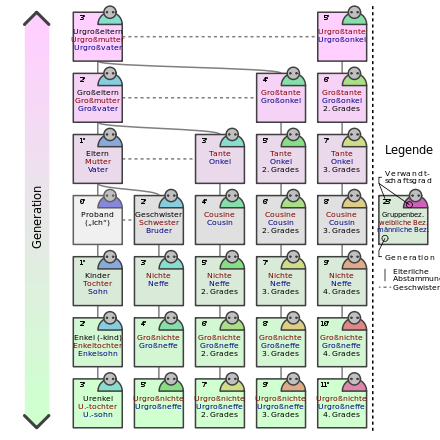 3°
Urgroßeltern
Urgroßmutter
Urgroßvater
5°
Urgroßtante
Urgroßonkel
2°
Großeltern
Großmutter
Großvater
4°
Großtante
Großonkel
6°
Großtante
Großonkel
2. Grades
1°
Eltern
Mutter
Vater
3°
Tante
Onkel
5°
Tante
Onkel
2. Grades
7°
Tante
Onkel
3. Grades
0°
Proband
(„Ich“)
2°
Geschwister
Schwester
Bruder
4°
Cousine
Cousin
6°
Cousine
Cousin
2. Grades
8°
Cousine
Cousin
3. Grades
1°
Kinder
Tochter
Sohn
3°
Nichte
Neffe
5°
Nichte
Neffe
2. Grades
7°
Nichte
Neffe
3. Grades
9°
Nichte
Neffe
4. Grades
2°
Enkel (-kind)
Enkeltochter
Enkelsohn
4°
Großnichte
Großneffe
6°
Großnichte
Großneffe
2. Grades
8°
Großnichte
Großneffe
3. Grades
10°
Großnichte
Großneffe
4. Grades
3°
Urenkel
U.-tochter
U.-sohn
5°
Urgroßnichte
Urgroßneffe
7°
Urgroßnichte
Urgroßneffe
2. Grades
9°
Urgroßnichte
Urgroßneffe
3. Grades
11°
Urgroßnichte
Urgroßneffe
4. Grades
Generation
Legende
Verwandt-
schaftsgrad
Gruppenbez.
weibliche Bez.
männliche Bez.
Generation
Elterliche
Abstammun
Geschwister